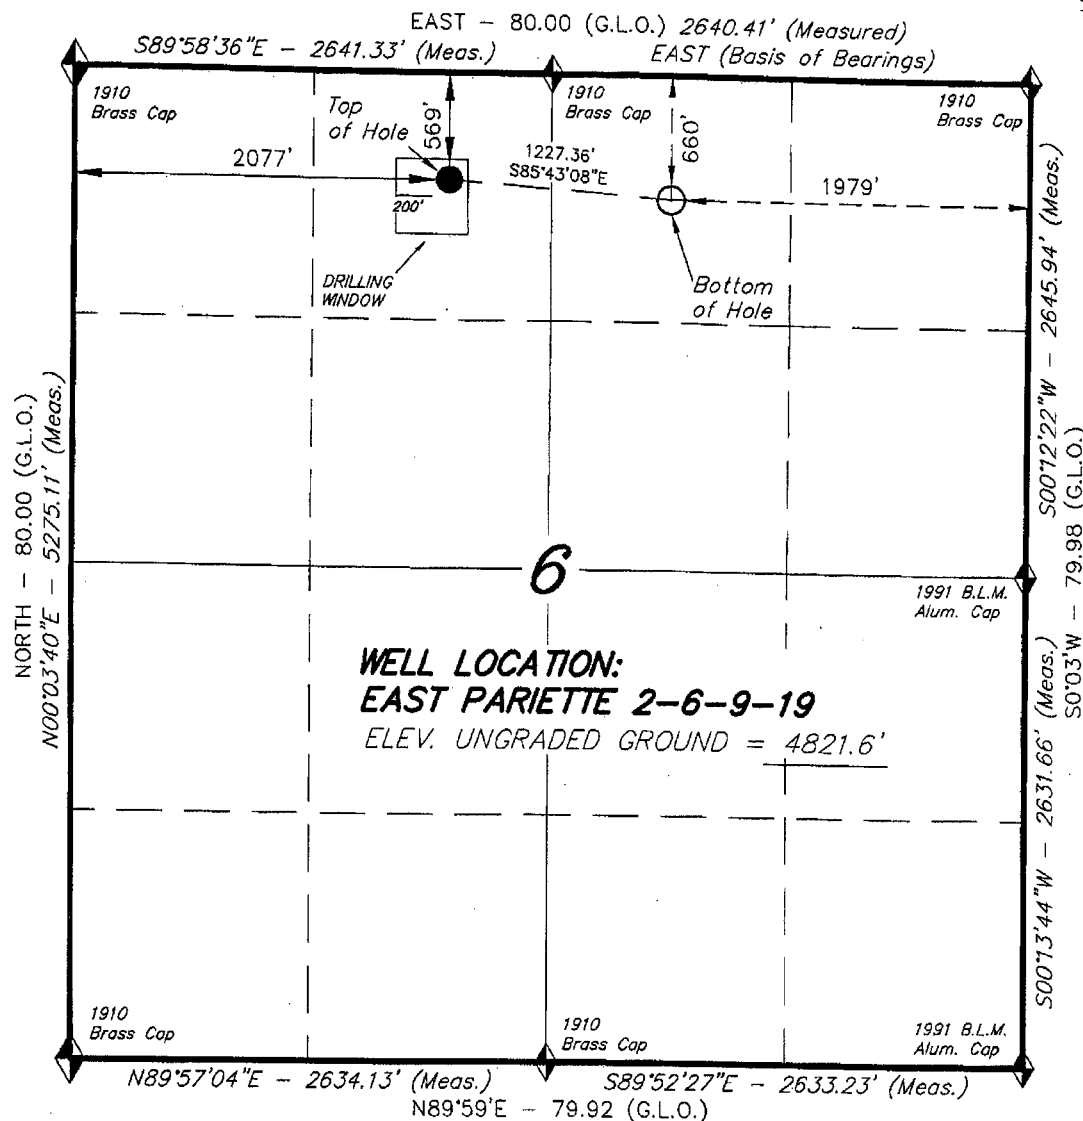 EAST - 80.00 (G.L.O.) 2640.41' (Measured)
S89°58'36"E - 2641.33' (Meas.)
EAST (Basis of Bearings)
1910
Brass Cap
Top
of Hole
569'
1910
Brass Cap
660'
1910
Brass Cap
2077'
1227.36'
S85°43'08"E
1979'
200'
DRILLING
WINDOW
Bottom
of Hole
S00°12'22"W - 2645.94' (Meas.)
NORTH - 80.00 (G.L.O.)
N00°03'40"E - 5275.11' (Meas.)
S0°03'W - 79.98 (G.L.O.)
6
1991 B.L.M.
Alum. Cap
WELL LOCATION:
EAST PARIETTE 2-6-9-19
ELEV. UNGRADED GROUND = 4821.6'
S00°13'44"W - 2631.66' (Meas.)
1910
Brass Cap
1910
Brass Cap
1991 B.L.M.
Alum. Cap
N89°57'04"E - 2634.13' (Meas.)
S89°52'27"E - 2633.23' (Meas.)
N89°59'E - 79.92 (G.L.O.)